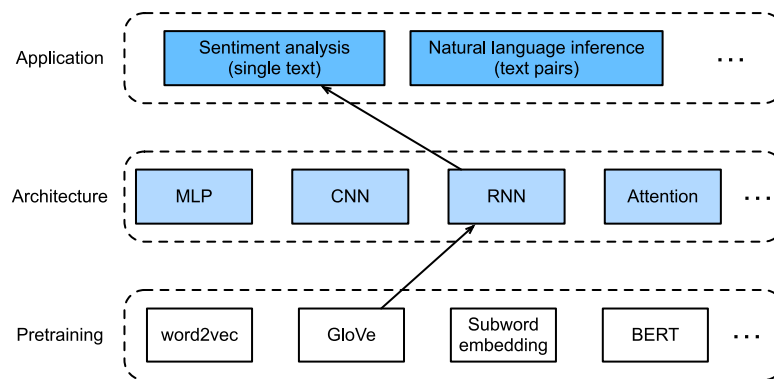 Application
Sentiment analysis
(single text)
Natural language inference
(text pairs)
...
Architecture
MLP
CNN
RNN
Attention
...
Pretraining
word2vec
GloVe
Subword
embedding
BERT
...